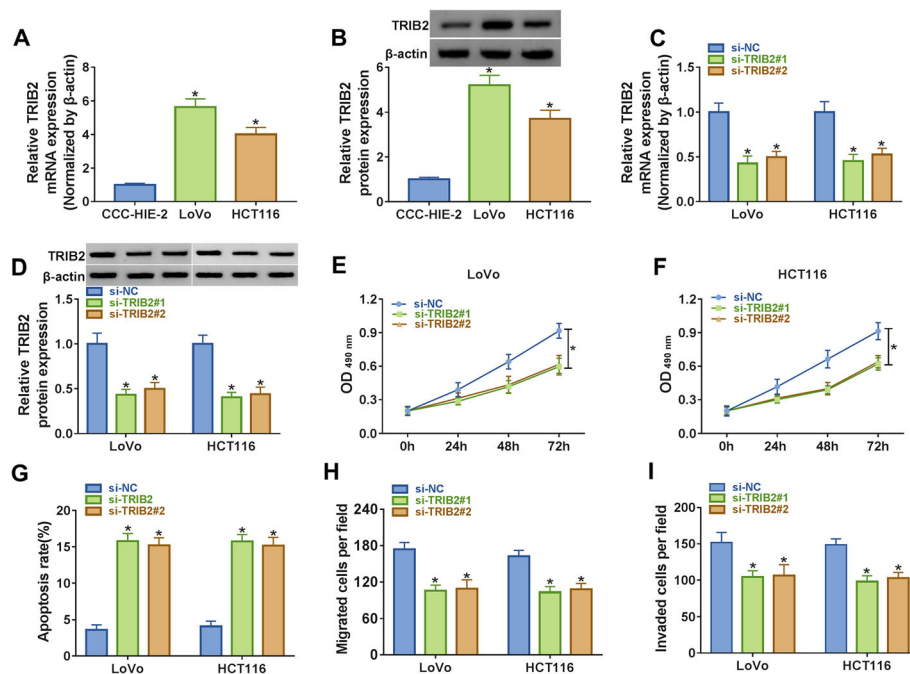 A
Relative TRIB2
mRNA expression
(Normalized by β-actin)
8
6
4
2
0
*
*
CCC-HIE-2 LoVo HCT116
B
TRIB2
β-actin
Relative TRIB2
protein expression
6
4
2
0
*
*
CCC-HIE-2 LoVo HCT116
C
si-NC
si-TRIB2#1
si-TRIB2#2
Relative TRIB2
mRNA expression
(Normalized by β-actin)
1.5
1.0
0.5
0.0
* *
* *
LoVo HCT116
D
TRIB2
β-actin
si-NC
si-TRIB2#1
si-TRIB2#2
Relative TRIB2
protein expression
1.5
1.0
0.5
0.0
* *
* *
LoVo HCT116
E
LoVo
si-NC
si-TRIB2#1
si-TRIB2#2
OD 490 nm
1.2
0.9
0.6
0.3
0.0
*
0h 24h 48h 72h
F
HCT116
si-NC
si-TRIB2#1
si-TRIB2#2
OD 490 nm
1.2
0.9
0.6
0.3
0.0
*
0h 24h 48h 72h
G
si-NC
si-TRIB2
si-TRIB2#2
Apoptosis rate(%)
20
15
10
5
0
* *
* *
LoVo HCT116
H
si-NC
si-TRIB2#1
si-TRIB2#2
Migrated cells per field
240
180
120
60
0
* *
* *
LoVo HCT116
I
si-NC
si-TRIB2#1
si-TRIB2#2
Invaded cells per field
200
150
100
50
0
* *
* *
LoVo HCT116